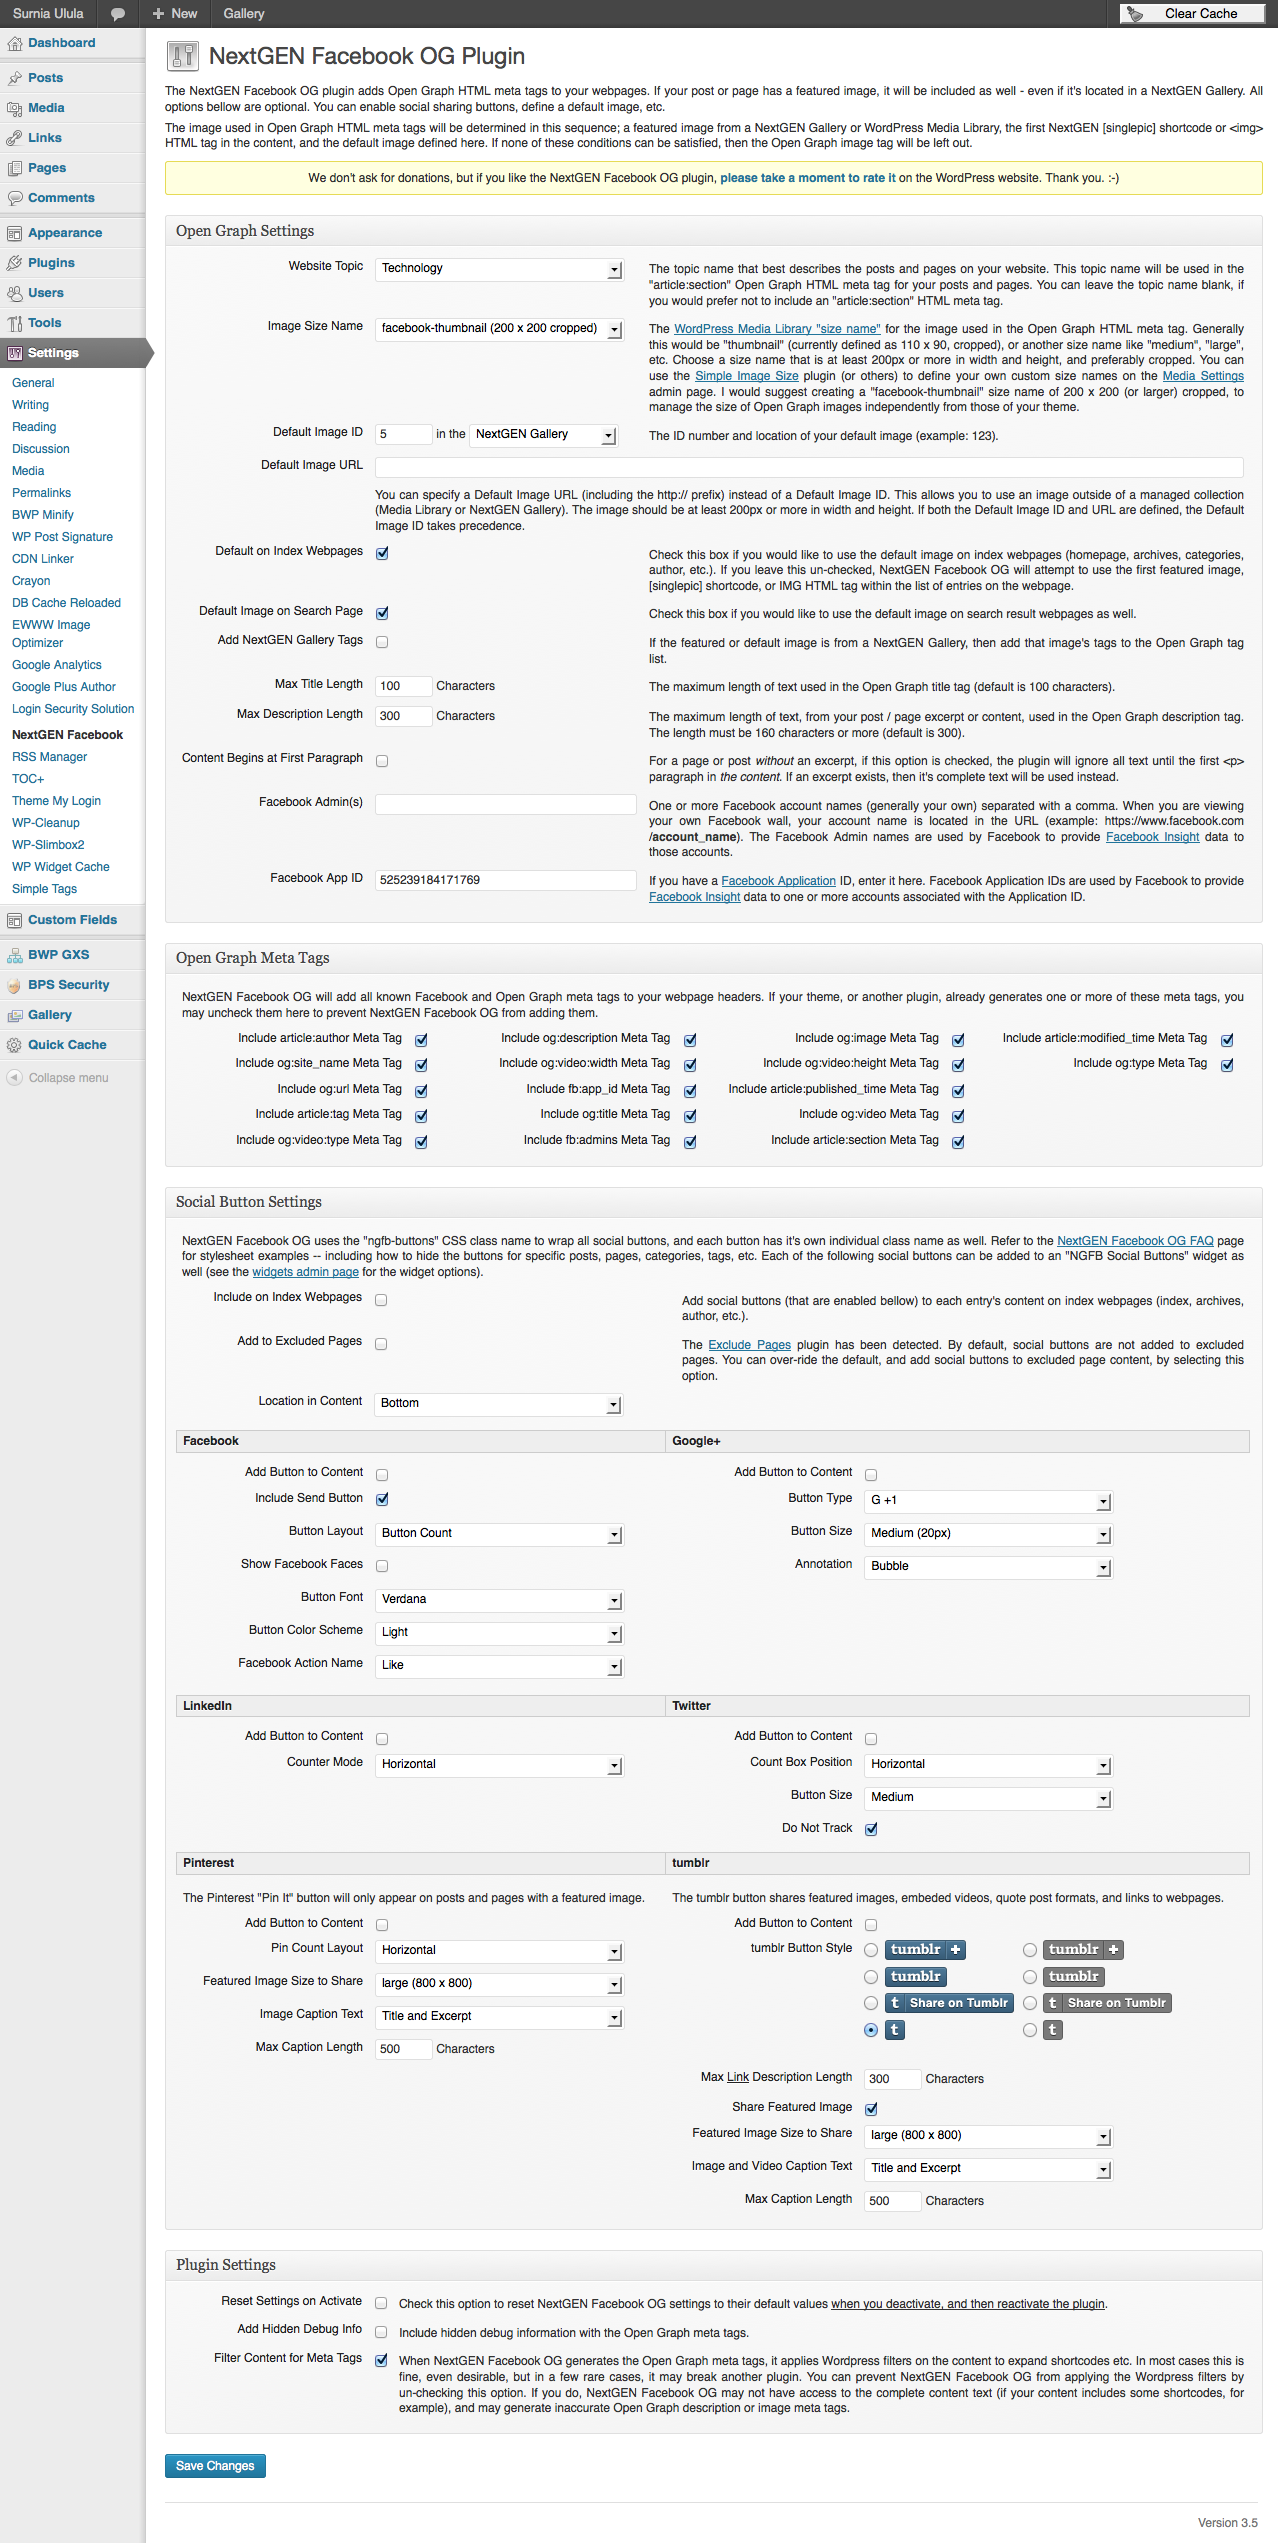 Surnia Ulula
New
Gallery
Clear Cache
Dashboard
Posts
Media
Links
Pages
Comments
Appearance
Plugins
Users
Tools
Settings
General
Writing
Reading
Discussion
Media
Permalinks
BWP Minify
WP Post Signature
CDN Linker
Crayon
DB Cache Reloaded
EWWW Image
Optimizer
Google Analytics
Google Plus Author
Login Security Solution
NextGEN Facebook
RSS Manager
TOC+
Theme My Login
WP-Cleanup
WP-Slimbox2
WP Widget Cache
Simple Tags
Custom Fields
BWP GXS
BPS Security
Gallery
Quick Cache
Collapse menu
NextGEN Facebook OG Plugin
The NextGEN Facebook OG plugin adds Open Graph HTML meta tags to your webpages. If your post or page has a featured image, it will be included as well - even if it's located in a NextGEN Gallery. All
options bellow are optional. You can enable social sharing buttons, define a default image, etc.
The image used in Open Graph HTML meta tags will be determined in this sequence; a featured image from a NextGEN Gallery or WordPress Media Library, the first NextGEN [singlepic] shortcode or <img>
HTML tag in the content, and the default image defined here. If none of these conditions can be satisfied, then the Open Graph image tag will be left out.
We don't ask for donations, but if you like the NextGEN Facebook OG plugin, please take a moment to rate it on the WordPress website. Thank you. :-)
Open Graph Settings
Website Topic
Technology
The topic name that best describes the posts and pages on your website. This topic name will be used in the
"article:section" Open Graph HTML meta tag for your posts and pages. You can leave the topic name blank, if
you would prefer not to include an "article:section" HTML meta tag.
Image Size Name
facebook-thumbnail (200 x 200 cropped)
The WordPress Media Library "size name" for the image used in the Open Graph HTML meta tag. Generally
this would be "thumbnail" (currently defined as 110 x 90, cropped), or another size name like "medium", "large",
etc. Choose a size name that is at least 200px or more in width and height, and preferably cropped. You can
use the Simple Image Size plugin (or others) to define your own custom size names on the Media Settings
admin page. I would suggest creating a "facebook-thumbnail" size name of 200 x 200 (or larger) cropped, to
manage the size of Open Graph images independently from those of your theme.
Default Image ID
5 in the NextGEN Gallery
The ID number and location of your default image (example: 123).
Default Image URL
You can specify a Default Image URL (including the http:// prefix) instead of a Default Image ID. This allows you to use an image outside of a managed collection
(Media Library or NextGEN Gallery). The image should be at least 200px or more in width and height. If both the Default Image ID and URL are defined, the Default
Image ID takes precedence.
Default on Index Webpages
Check this box if you would like to use the default image on index webpages (homepage, archives, categories,
author, etc.). If you leave this un-checked, NextGEN Facebook OG will attempt to use the first featured image,
[singlepic] shortcode, or IMG HTML tag within the list of entries on the webpage.
Default Image on Search Page
Check this box if you would like to use the default image on search result webpages as well.
Add NextGEN Gallery Tags
If the featured or default image is from a NextGEN Gallery, then add that image's tags to the Open Graph tag
list.
Max Title Length
100 Characters
The maximum length of text used in the Open Graph title tag (default is 100 characters).
Max Description Length
300 Characters
The maximum length of text, from your post / page excerpt or content, used in the Open Graph description tag.
The length must be 160 characters or more (default is 300).
Content Begins at First Paragraph
For a page or post without an excerpt, if this option is checked, the plugin will ignore all text until the first <p>
paragraph in the content. If an excerpt exists, then it's complete text will be used instead.
Facebook Admin(s)
One or more Facebook account names (generally your own) separated with a comma. When you are viewing
your own Facebook wall, your account name is located in the URL (example: https://www.facebook.com
/account_name). The Facebook Admin names are used by Facebook to provide Facebook Insight data to
those accounts.
Facebook App ID
525239184171769
If you have a Facebook Application ID, enter it here. Facebook Application IDs are used by Facebook to provide
Facebook Insight data to one or more accounts associated with the Application ID.
Open Graph Meta Tags
NextGEN Facebook OG will add all known Facebook and Open Graph meta tags to your webpage headers. If your theme, or another plugin, already generates one or more of these meta tags, you
may uncheck them here to prevent NextGEN Facebook OG from adding them.
Include article:author Meta Tag
Include og:description Meta Tag
Include og:image Meta Tag
Include article:modified_time Meta Tag
Include og:site_name Meta Tag
Include og:video:width Meta Tag
Include og:video:height Meta Tag
Include og:type Meta Tag
Include og:url Meta Tag
Include fb:app_id Meta Tag
Include article:published_time Meta Tag
Include article:tag Meta Tag
Include og:title Meta Tag
Include og:video Meta Tag
Include og:video:type Meta Tag
Include fb:admins Meta Tag
Include article:section Meta Tag
Social Button Settings
NextGEN Facebook OG uses the "ngfb-buttons" CSS class name to wrap all social buttons, and each button has it's own individual class name as well. Refer to the NextGEN Facebook OG FAQ page
for stylesheet examples -- including how to hide the buttons for specific posts, pages, categories, tags, etc. Each of the following social buttons can be added to an "NGFB Social Buttons" widget as
well (see the widgets admin page for the widget options).
Include on Index Webpages
Add social buttons (that are enabled bellow) to each entry's content on index webpages (index, archives,
author, etc.).
Add to Excluded Pages
The Exclude Pages plugin has been detected. By default, social buttons are not added to excluded
pages. You can over-ride the default, and add social buttons to excluded page content, by selecting this
option.
Location in Content
Bottom
Facebook
Google+
Add Button to Content
Add Button to Content
Include Send Button
Button Type
G +1
Button Layout
Button Count
Button Size
Medium (20px)
Show Facebook Faces
Annotation
Bubble
Button Font
Verdana
Button Color Scheme
Light
Facebook Action Name
Like
LinkedIn
Twitter
Add Button to Content
Add Button to Content
Counter Mode
Horizontal
Count Box Position
Horizontal
Button Size
Medium
Do Not Track
Pinterest
tumblr
The Pinterest "Pin It" button will only appear on posts and pages with a featured image.
The tumblr button shares featured images, embeded videos, quote post formats, and links to webpages.
Add Button to Content
Add Button to Content
Pin Count Layout
Horizontal
tumblr Button Style
tumblr +
tumblr +
Featured Image Size to Share
large (800 x 800)
tumblr
tumblr
t Share on Tumblr
t Share on Tumblr
Image Caption Text
Title and Excerpt
t
t
Max Caption Length
500 Characters
Max Link Description Length
300 Characters
Share Featured Image
Featured Image Size to Share
large (800 x 800)
Image and Video Caption Text
Title and Excerpt
Max Caption Length
500 Characters
Plugin Settings
Reset Settings on Activate
Check this option to reset NextGEN Facebook OG settings to their default values when you deactivate, and then reactivate the plugin.
Add Hidden Debug Info
Include hidden debug information with the Open Graph meta tags.
Filter Content for Meta Tags
When NextGEN Facebook OG generates the Open Graph meta tags, it applies Wordpress filters on the content to expand shortcodes etc. In most cases this is
fine, even desirable, but in a few rare cases, it may break another plugin. You can prevent NextGEN Facebook OG from applying the Wordpress filters by
un-checking this option. If you do, NextGEN Facebook OG may not have access to the complete content text (if your content includes some shortcodes, for
example), and may generate inaccurate Open Graph description or image meta tags.
Save Changes
Version 3.5